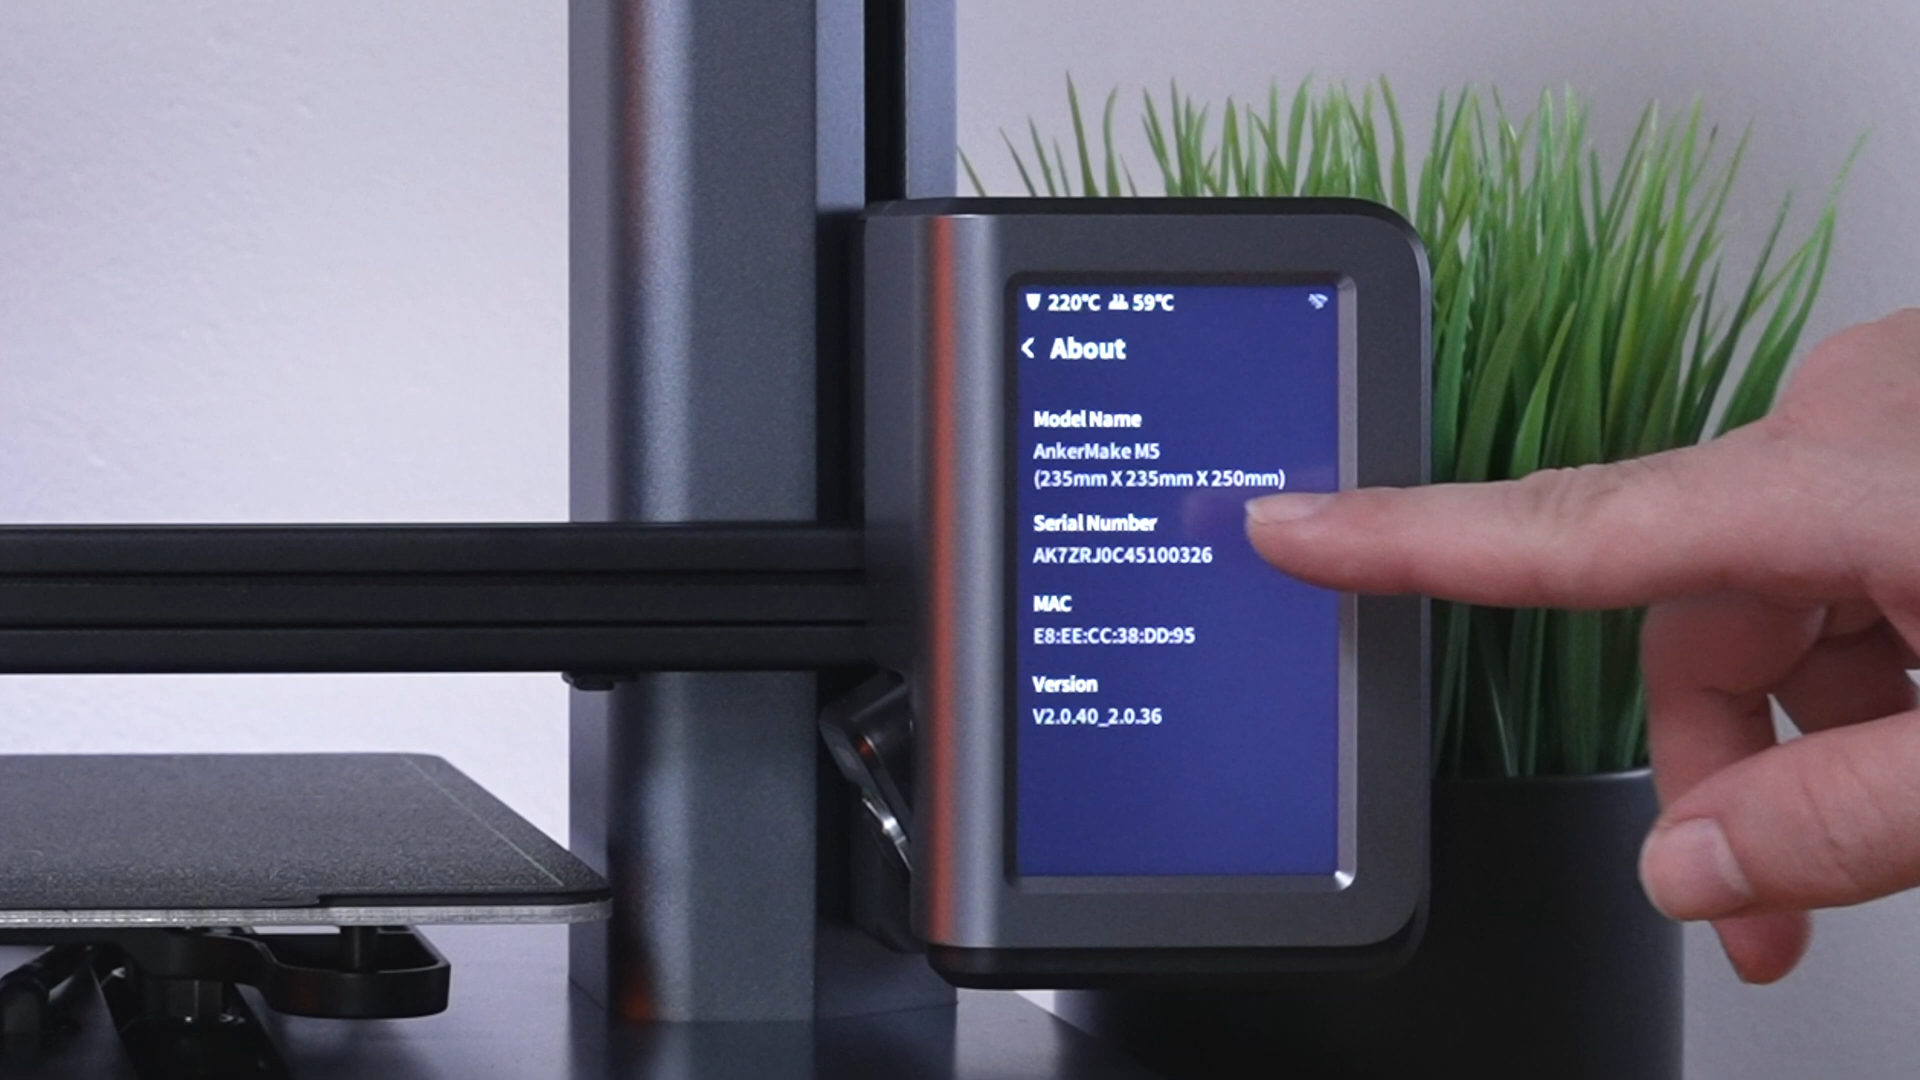 220°C 59°C
< About
Model Name
AnkerMake M5
(235mm X 235mm X 250mm)
Serial Number
AK7ZRJ0C45100326
MAC
E8:EE:CC:38:DD:95
Version
V2.0.40_2.0.36